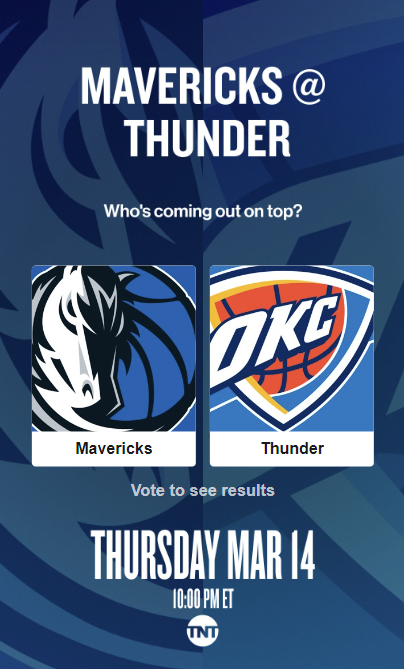 MAVERICKS @
THUNDER
Who's coming out on top?
OKC
Mavericks
Thunder
Vote to see results
THURSDAY MAR 14
10:00 PM ET
TNT